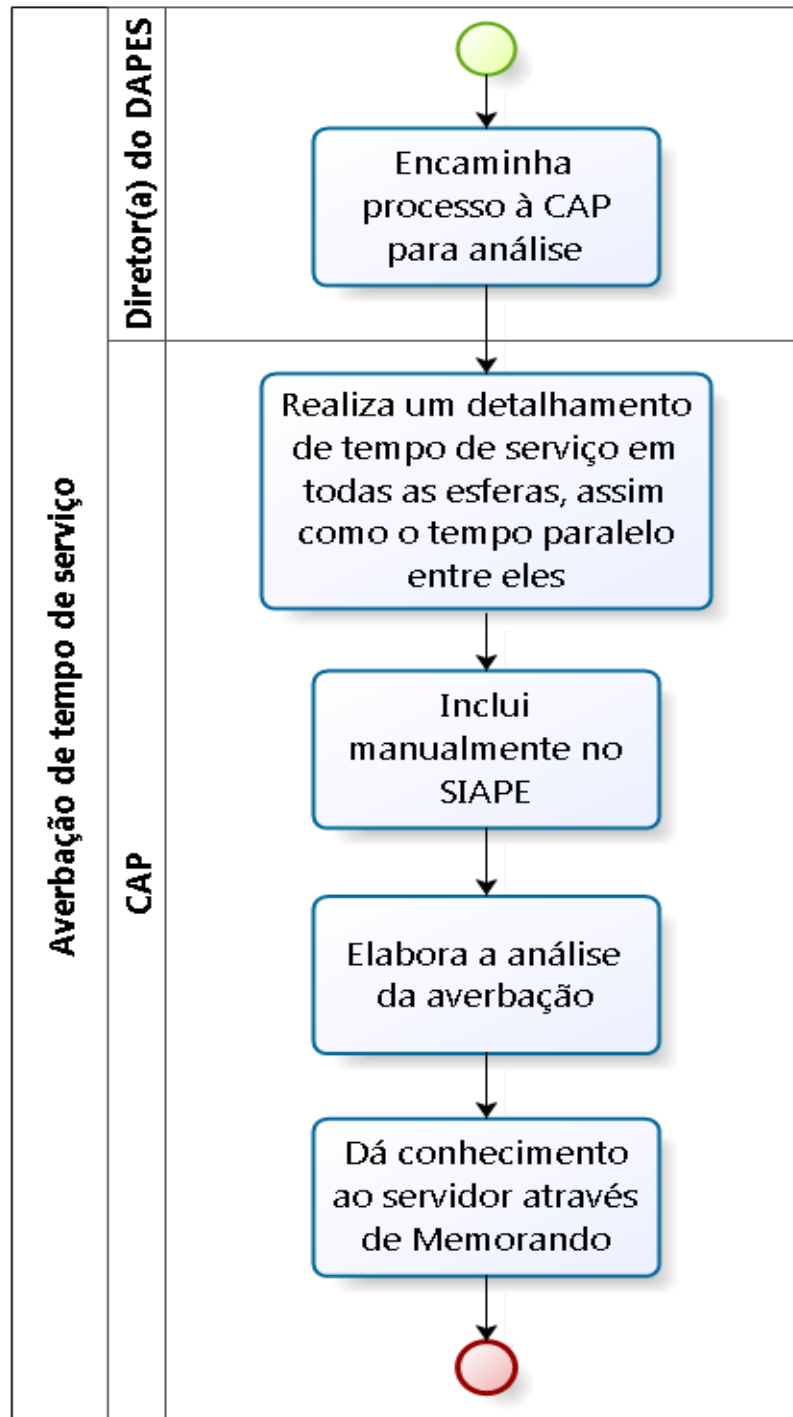 Averbação de tempo de serviço
Diretor(a) do DAPES
Encaminha
processo à CAP
para análise
CAP
Realiza um detalhamento
de tempo de serviço em
todas as esferas, assim
como o tempo paralelo
entre eles
Inclui
manualmente no
SIAPE
Elabora a análise
da averbação
Dá conhecimento
ao servidor através
de Memorando